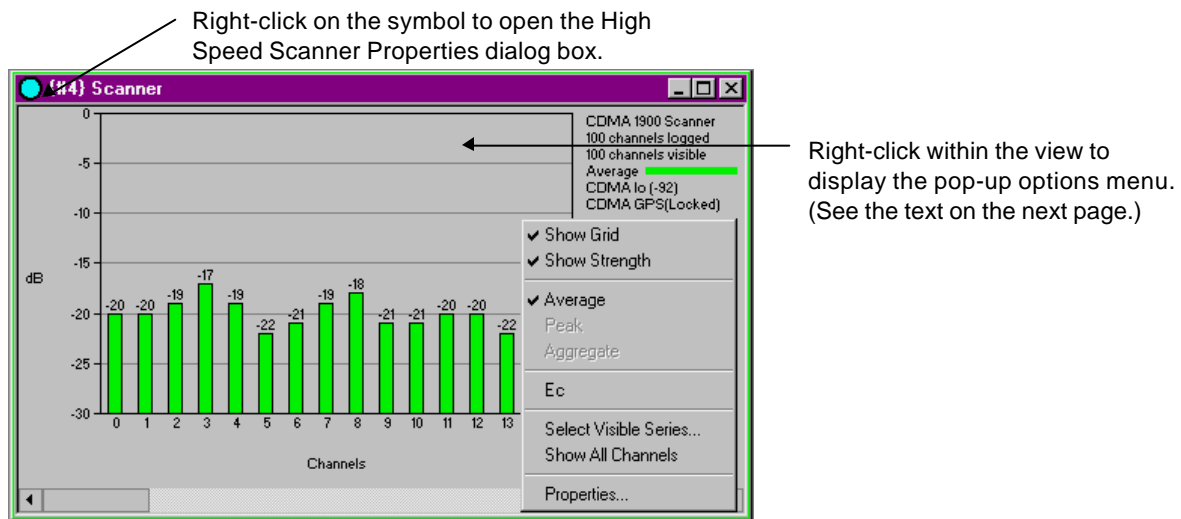 Right-click on the symbol to open the High
Speed Scanner Properties dialog box.
{#4} Scanner
0
-5
-10
-15
-20
-25
-30
dB
-20 -20 -19 -17 -19 -22 -21 -19 -18 -21 -21 -20 -20 -22
0 1 2 3 4 5 6 7 8 9 10 11 12 13
Channels
CDMA 1900 Scanner
100 channels logged
100 channels visible
Average
CDMA Io (-92)
CDMA GPS(Locked)
Show Grid
Show Strength
Average
Peak
Aggregate
Ec
Select Visible Series...
Show All Channels
Properties...
Right-click within the view to
display the pop-up options menu.
(See the text on the next page.)